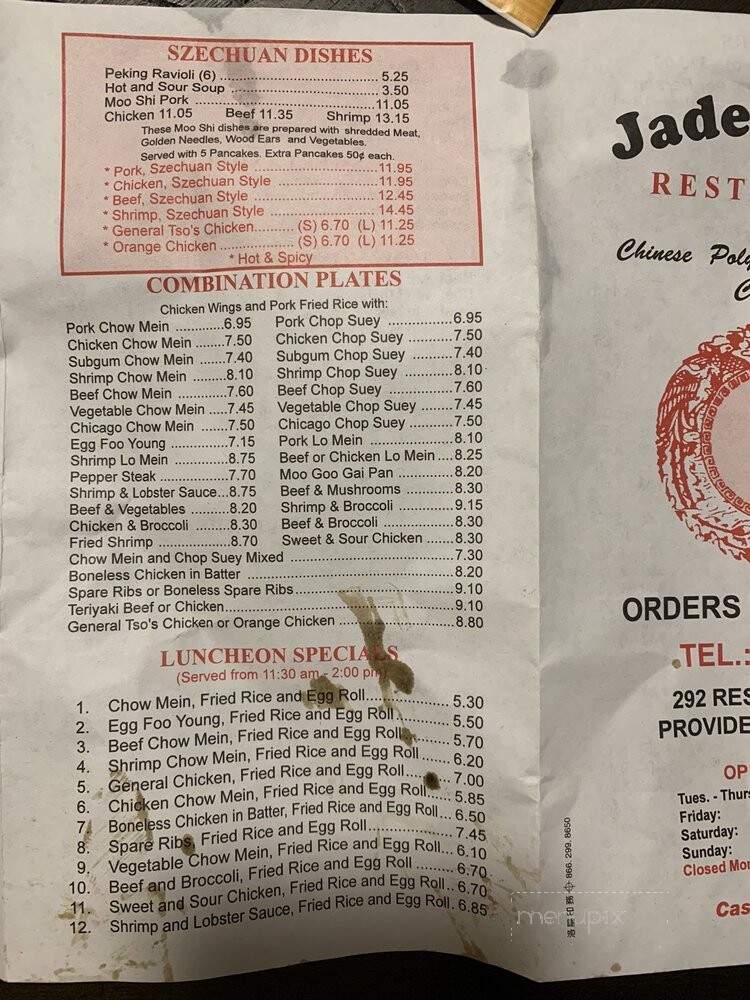 SZECHUAN DISHES
Peking Ravioli (6) ........................................ 5.25
Hot and Sour Soup ........................................ 3.50
Moo Shi Pork ........................................ 11.05
Chicken 11.05 Beef 11.35 Shrimp 13.15
These Moo Shi dishes are prepared with shredded Meat,
Golden Needles, Wood Ears and Vegetables.
Served with 5 Pancakes. Extra Pancakes 50¢ each.
* Pork, Szechuan Style ................................ 11.95
* Chicken, Szechuan Style ........................... 11.95
* Beef, Szechuan Style ................................ 12.45
* Shrimp, Szechuan Style ............................. 14.45
* General Tso's Chicken.......... (S) 6.70 (L) 11.25
* Orange Chicken .................... (S) 6.70 (L) 11.25
* Hot & Spicy
COMBINATION PLATES
Chicken Wings and Pork Fried Rice with:
Pork Chow Mein ............6.95
Chicken Chow Mein .......7.50
Subgum Chow Mein .......7.40
Shrimp Chow Mein ........8.10
Beef Chow Mein ............7.60
Vegetable Chow Mein .....7.45
Chicago Chow Mein .......7.50
Egg Foo Young .............7.15
Shrimp Lo Mein .............8.75
Pepper Steak ................7.70
Shrimp & Lobster Sauce...8.75
Beef & Vegetables .........8.20
Chicken & Broccoli .........8.30
Fried Shrimp .................8.70
Pork Chop Suey ................6.95
Chicken Chop Suey ...........7.50
Subgum Chop Suey ...........7.40
Shrimp Chop Suey ............8.10
Beef Chop Suey ................7.60
Vegetable Chop Suey ........7.45
Chicago Chop Suey ...........7.50
Pork Lo Mein ....................8.10
Beef or Chicken Lo Mein ....8.25
Moo Goo Gai Pan ..............8.20
Beef & Mushrooms ............8.30
Shrimp & Broccoli ..............9.15
Beef & Broccoli .................8.30
Sweet & Sour Chicken .......8.30
Chow Mein and Chop Suey Mixed ........................................7.30
Boneless Chicken in Batter ........................................8.20
Spare Ribs or Boneless Spare Ribs........................................9.10
Teriyaki Beef or Chicken........................................9.10
General Tso's Chicken or Orange Chicken ..............................8.80
LUNCHEON SPECIALS
(Served from 11:30 am - 2:00 pm)
1. Chow Mein, Fried Rice and Egg Roll..................... 5.30
2. Egg Foo Young, Fried Rice and Egg Roll.............. 5.50
3. Beef Chow Mein, Fried Rice and Egg Roll............ 5.70
4. Shrimp Chow Mein, Fried Rice and Egg Roll ........ 6.20
5. General Chicken, Fried Rice and Egg Roll............ 7.00
6. Chicken Chow Mein, Fried Rice and Egg Roll....... 5.85
7. Boneless Chicken in Batter, Fried Rice and Egg Roll ... 6.50
8. Spare Ribs, Fried Rice and Egg Roll..................... 7.45
9. Vegetable Chow Mein, Fried Rice and Egg Roll... 6.10
10. Beef and Broccoli, Fried Rice and Egg Roll ......... 6.70
11. Sweet and Sour Chicken, Fried Rice and Egg Roll.. 6.70
12. Shrimp and Lobster Sauce, Fried Rice and Egg Roll. 6.85
Jade
REST
Chinese Poly
C
ORDERS
TEL.:
292 RES
PROVIDE
OP
Tues. - Thurs
Friday:
Saturday:
Sunday:
Closed Mon
Cas
866.299.8650
menupix